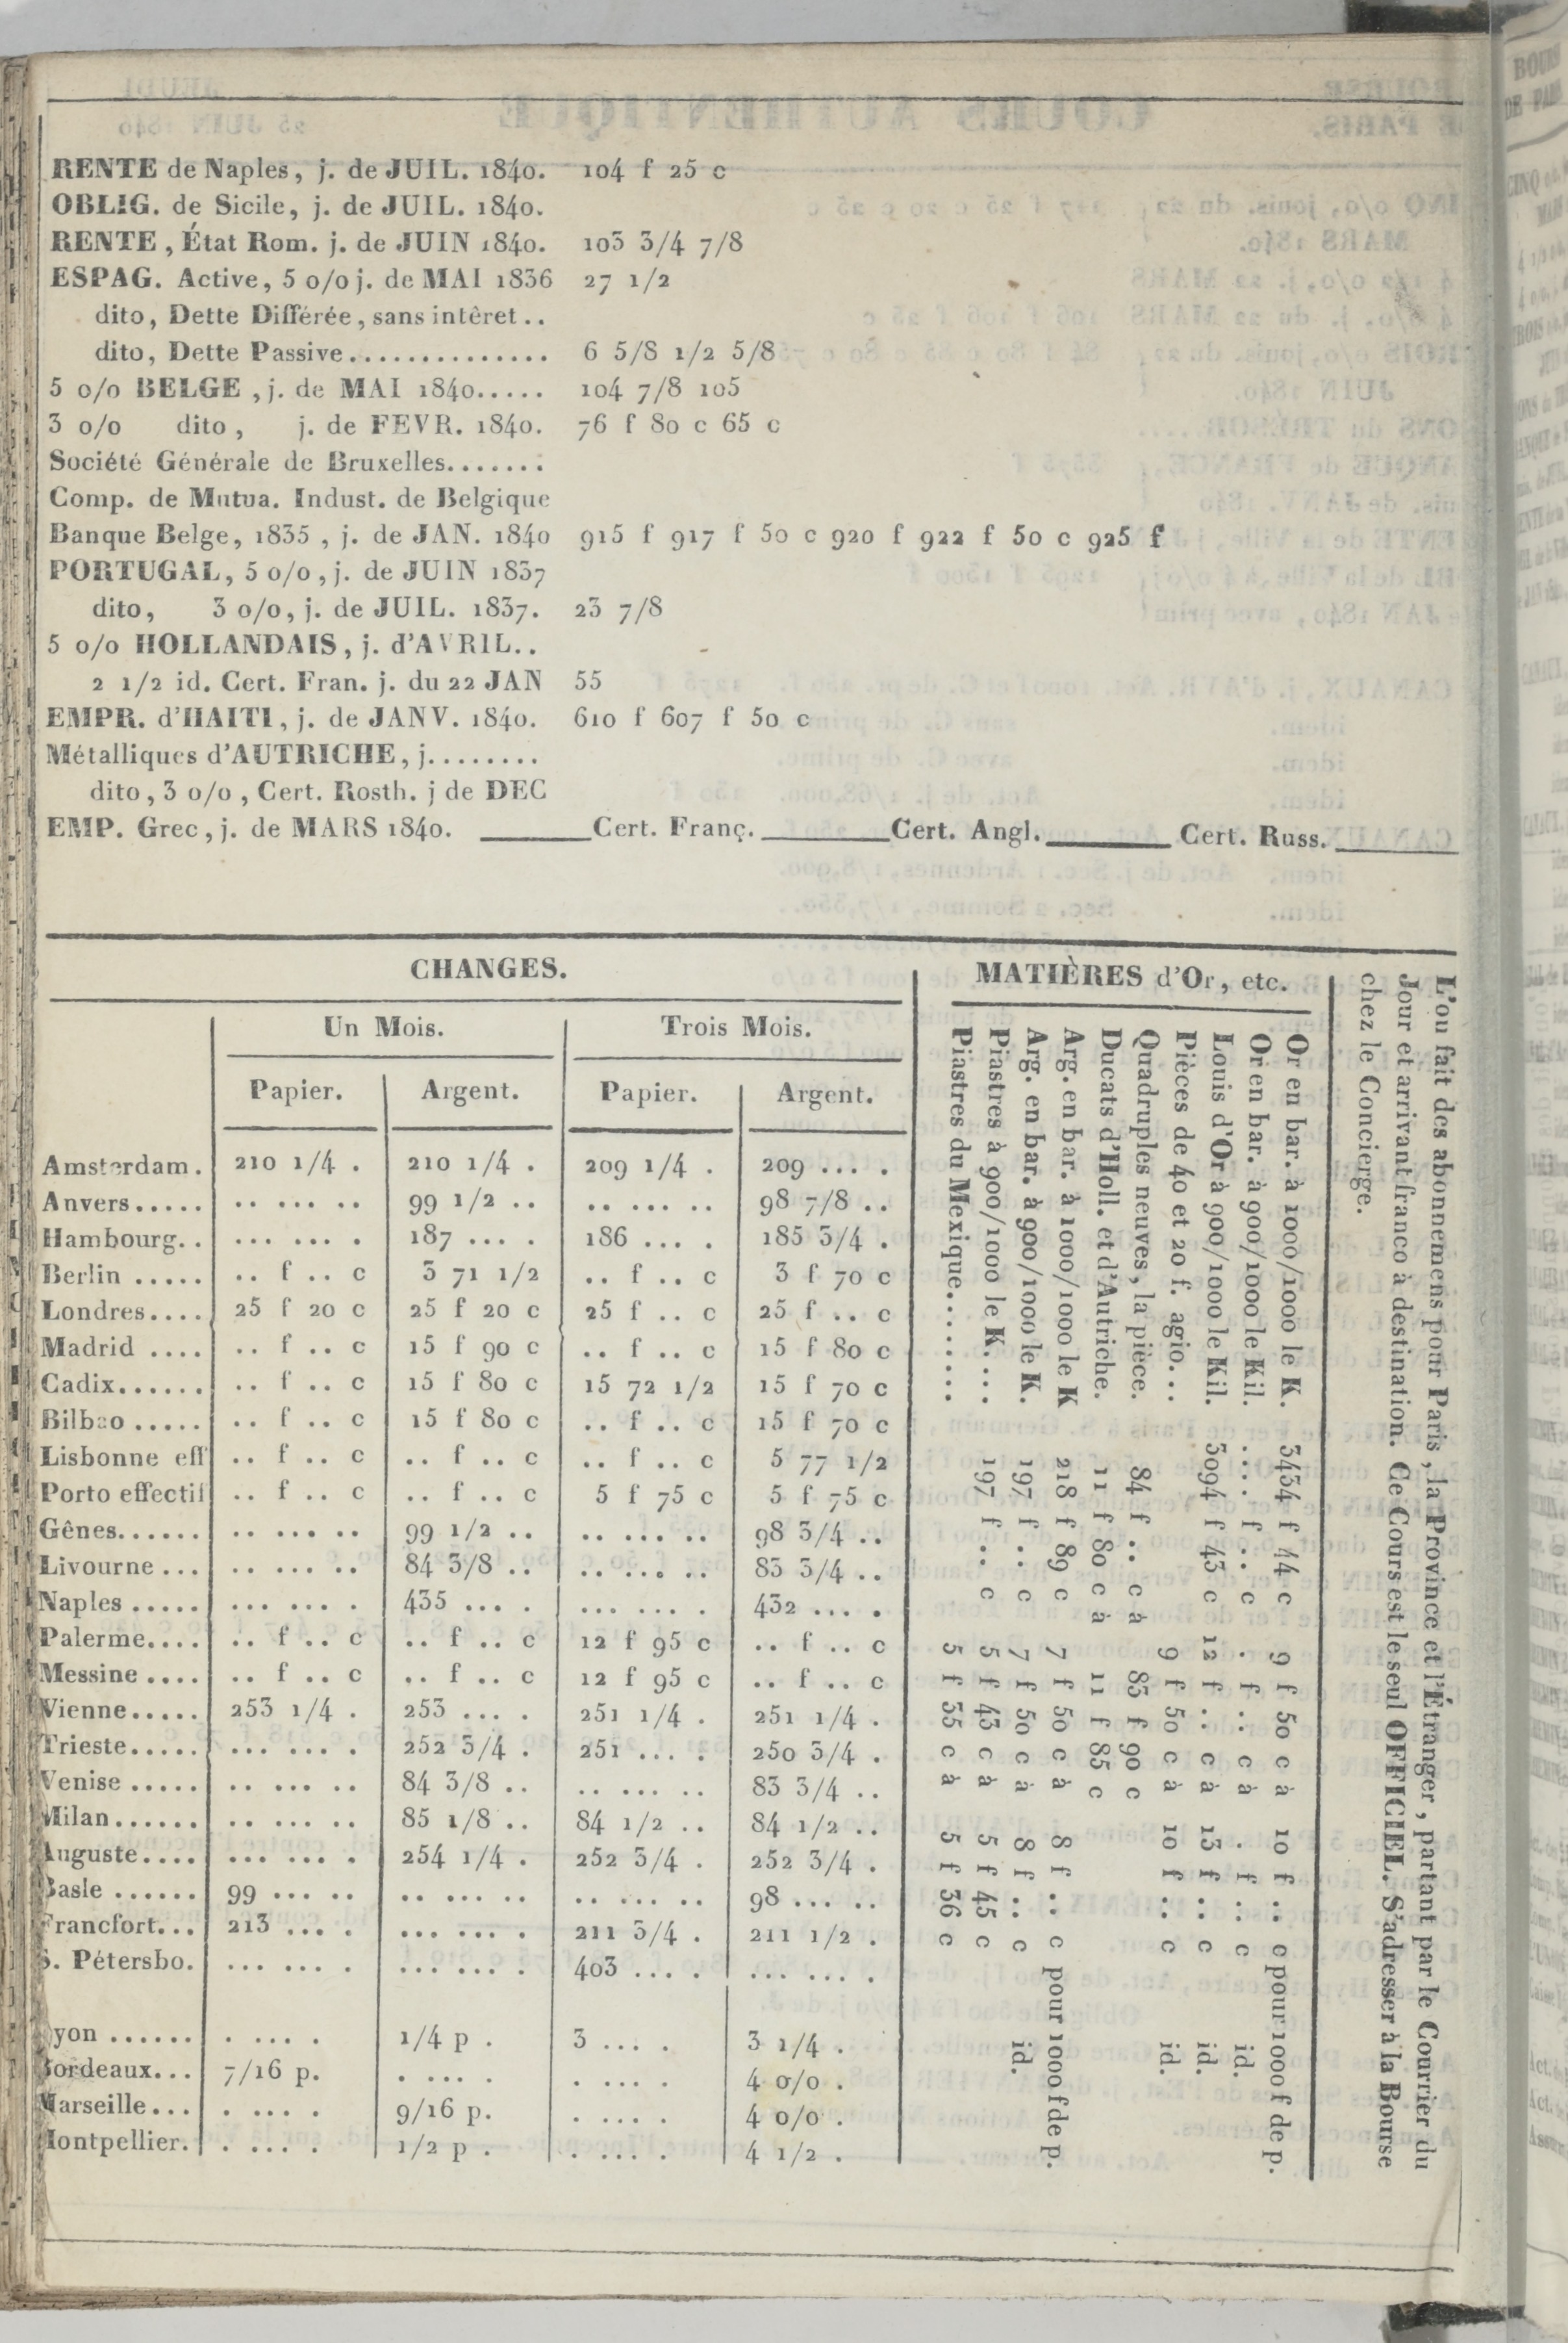 RENTE de Naples, j. de JUIL. 1840. 104 f 25 c
OBLIG. de Sicile, j. de JUIL. 1840.
RENTE, État Rom. j. de JUIN 1840. 103 3/4 7/8
ESPAG. Active, 5 o/o j. de MAI 1836 27 1/2
dito, Dette Différée, sans intêret..
dito, Dette Passive.............. 6 5/8 1/2 5/8
5 o/o BELGE, j. de MAI 1840..... 104 7/8 105
3 o/o dito, j. de FEVR. 1840. 76 f 80 c 65 c
Société Générale de Bruxelles.......
Comp. de Mutua. Indust. de Belgique
Banque Belge, 1835, j. de JAN. 1840 915 f 917 f 50 c 920 f 922 f 50 c 925 f
PORTUGAL, 5 o/o, j. de JUIN 1837
dito, 3 o/o, j. de JUIL. 1837. 23 7/8
5 o/o HOLLANDAIS, j. d'AVRIL..
2 1/2 id. Cert. Fran. j. du 22 JAN 55
EMPR. d'HAITI, j. de JANV. 1840. 610 f 607 f 50 c
Métalliques d'AUTRICHE, j........
dito, 3 o/o, Cert. Rosth. j de DEC
EMP. Grec, j. de MARS 1840. ______Cert. Franç.______Cert. Angl.______Cert. Russ.______
CHANGES.
Un Mois. Trois Mois.
Papier. Argent. Papier. Argent.
Amsterdam. 210 1/4 . 210 1/4 . 209 1/4 . 209 ... .
Anvers..... .. ... .. 99 1/2 .. .. ... .. 98 7/8 ..
Hambourg.. ... ... . 187 ... . 186 ... . 185 3/4 .
Berlin ..... .. f .. c 3 71 1/2 .. f .. c 3 f 70 c
Londres.... 25 f 20 c 25 f 20 c 25 f .. c 25 f .. c
Madrid .... .. f .. c 15 f 90 c .. f .. c 15 f 80 c
Cadix...... .. f .. c 15 f 80 c 15 72 1/2 15 f 70 c
Bilbao ..... .. f .. c 15 f 80 c .. f .. c 15 f 70 c
Lisbonne eff .. f .. c .. f .. c .. f .. c 5 77 1/2
Porto effectif .. f .. c .. f .. c 5 f 75 c 5 f 75 c
Gênes...... .. ... .. 99 1/2 .. .. ... .. 98 3/4 ..
Livourne ... .. ... .. 84 3/8 .. .. ... .. 83 3/4 ..
Naples ..... ... ... . 435 ... . ... ... . 432 ... .
Palerme.... .. f .. c .. f .. c 12 f 95 c .. f .. c
Messine .... .. f .. c .. f .. c 12 f 95 c .. f .. c
Vienne..... 253 1/4 . 253 ... . 251 1/4 . 251 1/4 .
Trieste..... ... ... . 252 3/4 . 251 ... . 250 3/4 .
Venise ..... .. ... .. 84 3/8 .. .. ... .. 83 3/4 ..
Milan...... .. ... .. 85 1/8 .. 84 1/2 .. 84 1/2 ..
Auguste.... ... ... . 254 1/4 . 252 3/4 . 252 3/4 .
Basle ...... 99 ... .. .. ... .. .. ... .. 98 ... ..
Francfort... 213 ... . ... ... . 211 3/4 . 211 1/2 .
S. Pétersbo. ... ... . ... ... . 403 ... . ... ... .
yon ...... . ... . 1/4 p . 3 ... . 3 1/4 .
Bordeaux... 7/16 p. . ... . . ... . 4 o/o .
Marseille... . ... . 9/16 p. . ... . 4 o/o .
Montpellier. . ... . 1/2 p . . ... . 4 1/2 .
MATIÈRES d'Or, etc.
Or en bar. à 1000/1000 le K. 3434 f 44 c 9 f 50 c à 10 f .. c pour 1000 f de p.
Or en bar. à 900/1000 le Kil. ... f .. c . f .. c à . f .. c id.
Louis d'Or à 900/1000 le Kil. 3094 f 43 c 12 f .. c à 13 f .. c id.
Pièces de 40 et 20 f. agio... 9 f 50 c à 10 f .. c id.
Quadruples neuves, la pièce. 84 f .. c à 83 f 90 c
Ducats d'Holl. et d'Autriche. 11 f 80 c à 11 f 85 c
Arg. en bar. à 1000/1000 le K 218 f 89 c 7 f 50 c à 8 f .. c pour 1000 f de p.
Arg. en bar. à 900/1000 le K. 197 f .. c 7 f 50 c à 8 f .. c id.
Piastres à 900/1000 le K.... 197 f .. c 5 f 43 c à 5 f 45 c
Piastres du Mexique........ 5 f 35 c à 5 f 36 c
L'ou fait des abonnemens pour Paris, la Province et l'Étranger, partant par le Courrier du
Jour et arrivant franco à destination. Ce Cours est le seul OFFICIEL. S'adresser à la Bourse
chez le Concierge.